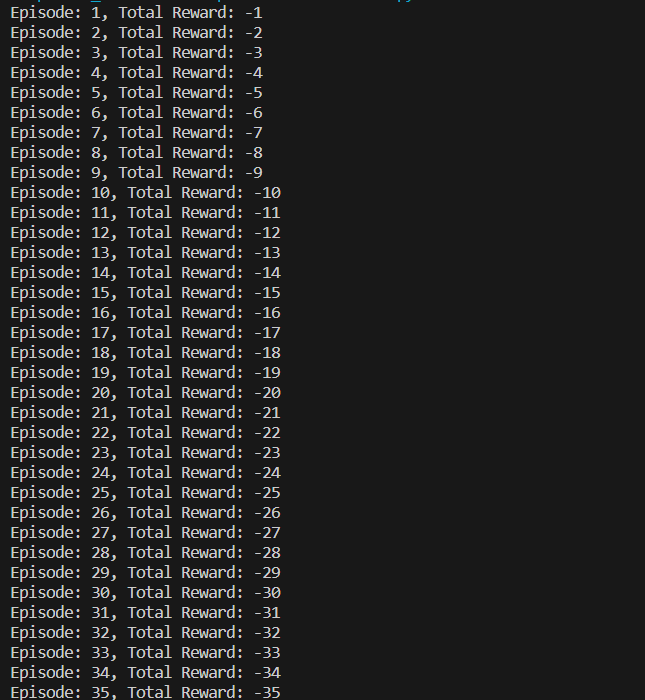 Episode: 1, Total Reward: -1
Episode: 2, Total Reward: -2
Episode: 3, Total Reward: -3
Episode: 4, Total Reward: -4
Episode: 5, Total Reward: -5
Episode: 6, Total Reward: -6
Episode: 7, Total Reward: -7
Episode: 8, Total Reward: -8
Episode: 9, Total Reward: -9
Episode: 10, Total Reward: -10
Episode: 11, Total Reward: -11
Episode: 12, Total Reward: -12
Episode: 13, Total Reward: -13
Episode: 14, Total Reward: -14
Episode: 15, Total Reward: -15
Episode: 16, Total Reward: -16
Episode: 17, Total Reward: -17
Episode: 18, Total Reward: -18
Episode: 19, Total Reward: -19
Episode: 20, Total Reward: -20
Episode: 21, Total Reward: -21
Episode: 22, Total Reward: -22
Episode: 23, Total Reward: -23
Episode: 24, Total Reward: -24
Episode: 25, Total Reward: -25
Episode: 26, Total Reward: -26
Episode: 27, Total Reward: -27
Episode: 28, Total Reward: -28
Episode: 29, Total Reward: -29
Episode: 30, Total Reward: -30
Episode: 31, Total Reward: -31
Episode: 32, Total Reward: -32
Episode: 33, Total Reward: -33
Episode: 34, Total Reward: -34
Episode: 35, Total Reward: -35